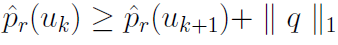 p̂_r(u_k) ≥ p̂_r(u_{k+1}) + ‖ q ‖_1